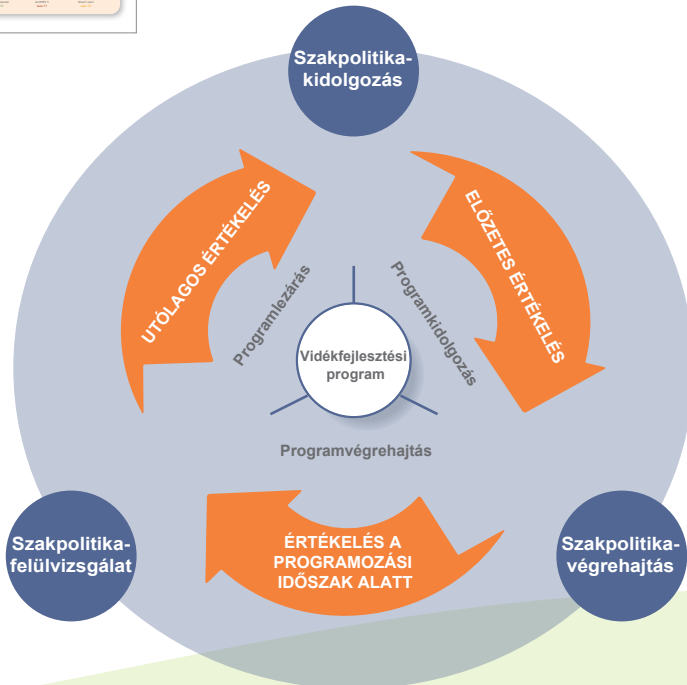 Szakpolitika-
kidolgozás
UTÓLAGOS ÉRTÉKELÉS
ELŐZETES ÉRTÉKELÉS
Programlezárás
Programkidolgozás
Vidékfejlesztési
program
Programvégrehajtás
Szakpolitika-
felülvizsgálat
ÉRTÉKELÉS A
PROGRAMOZÁSI
IDŐSZAK ALATT
Szakpolitika-
végrehajtás